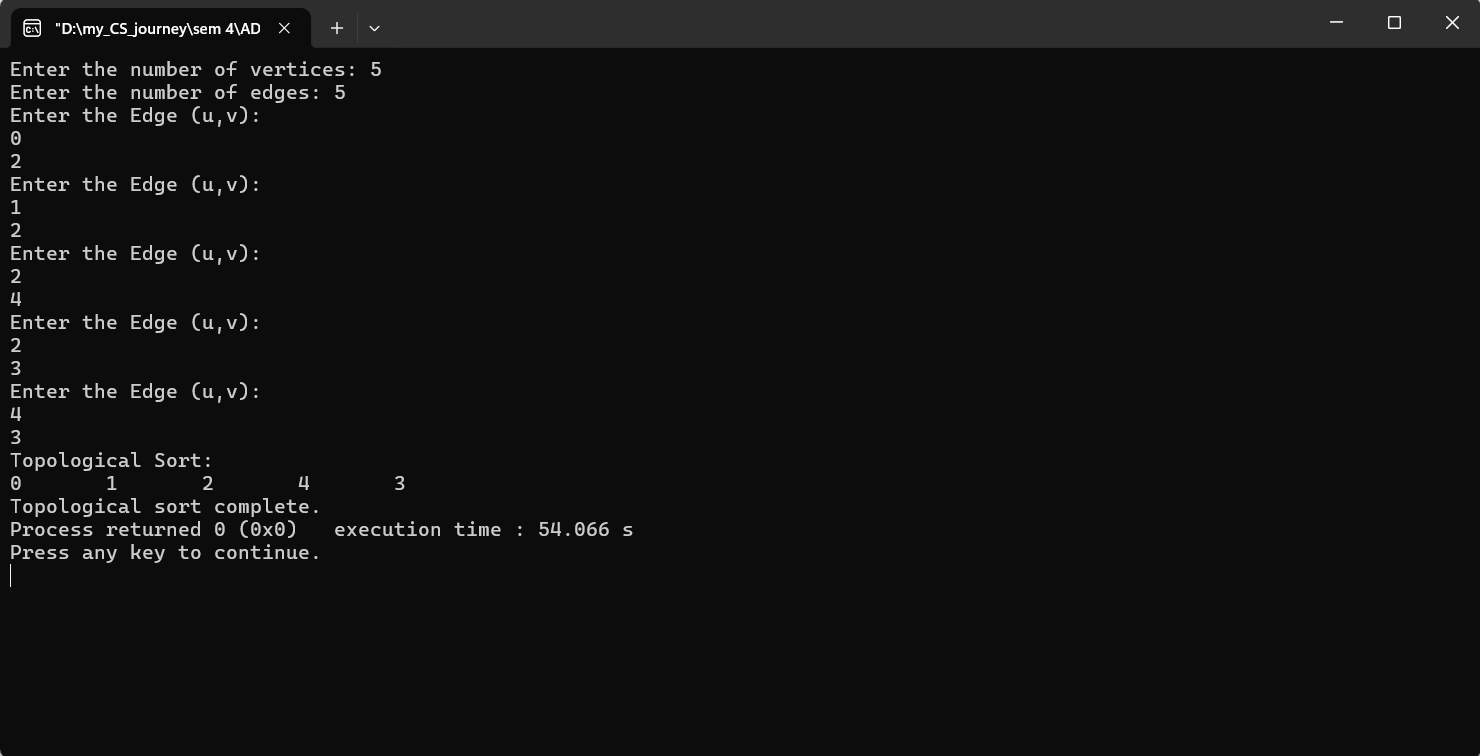 "D:\my_CS_journey\sem 4\AD
Enter the number of vertices: 5
Enter the number of edges: 5
Enter the Edge (u,v):
0
2
Enter the Edge (u,v):
1
2
Enter the Edge (u,v):
2
4
Enter the Edge (u,v):
2
3
Enter the Edge (u,v):
4
3
Topological Sort:
0       1       2       4       3
Topological sort complete.
Process returned 0 (0x0)   execution time : 54.066 s
Press any key to continue.